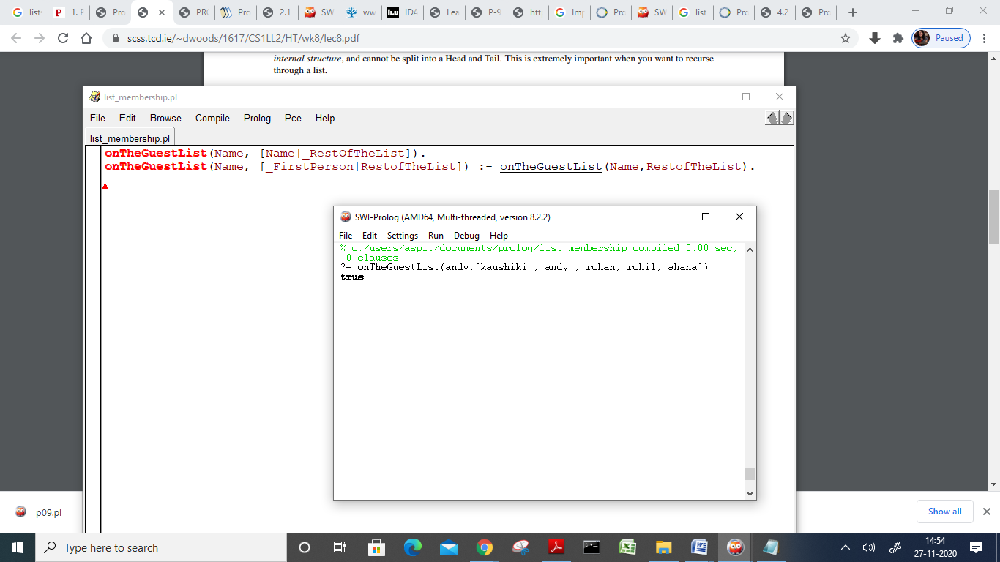 list
1. F
Pro
PR(
Pro
2.1
SW
ww
IDA
Lea
P-9
htt
Imp
Pro
SW
list
Pro
4.2
Pro
scss.tcd.ie/~dwoods/1617/CS1LL2/HT/wk8/lec8.pdf
Paused
internal structure, and cannot be split into a Head and Tail. This is extremely important when you want to recurse
through a list.
list_membership.pl
File Edit Browse Compile Prolog Pce Help
list_membership.pl
onTheGuestList(Name, [Name|_RestOfTheList]).
onTheGuestList(Name, [_FirstPerson|RestofTheList]) :- onTheGuestList(Name,RestofTheList).
SWI-Prolog (AMD64, Multi-threaded, version 8.2.2)
File Edit Settings Run Debug Help
% c:/users/aspit/documents/prolog/list_membership compiled 0.00 sec,
0 clauses
?- onTheGuestList(andy,[kaushiki , andy , rohan, rohil, ahana]).
true
p09.pl
Show all
Type here to search
14:54
27-11-2020